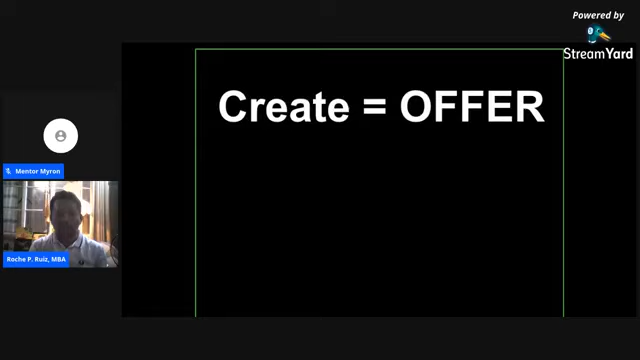 Powered by
StreamYard
Create = OFFER
Mentor Myron
Roche P. Ruiz, MBA